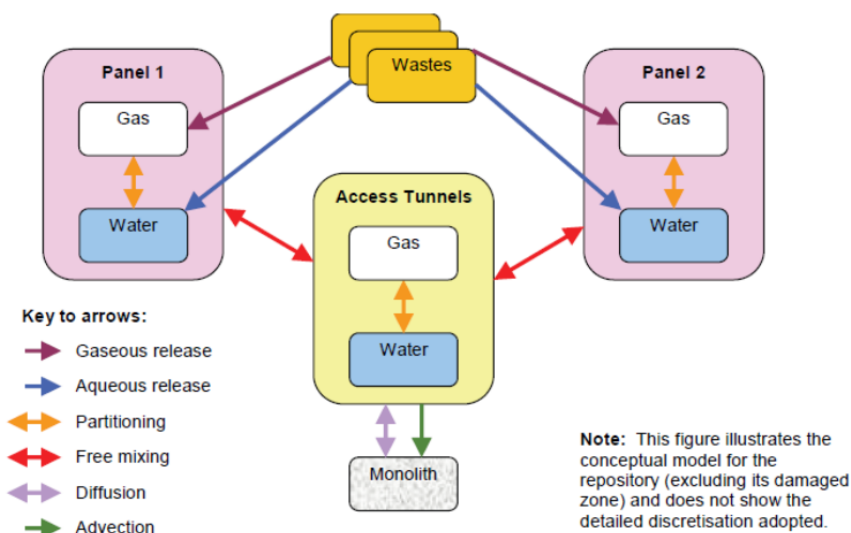 Panel 1
Gas
Water
Wastes
Panel 2
Gas
Water
Access Tunnels
Gas
Water
Monolith
Key to arrows:
Gaseous release
Aqueous release
Partitioning
Free mixing
Diffusion
Advection
Note: This figure illustrates the
conceptual model for the
repository (excluding its damaged
zone) and does not show the
detailed discretisation adopted.